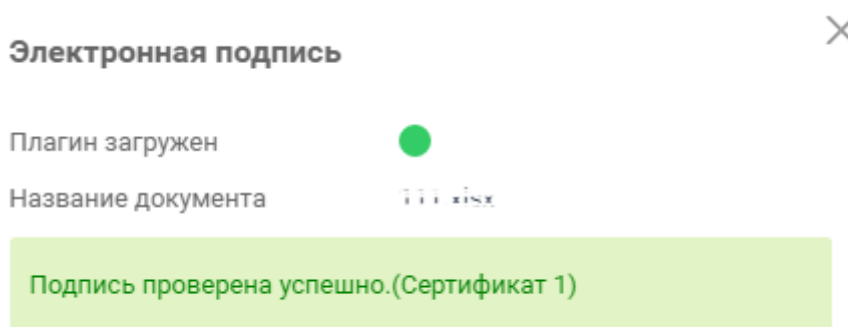 Электронная подпись
Плагин загружен
Название документа
Подпись проверена успешно.(Сертификат 1)